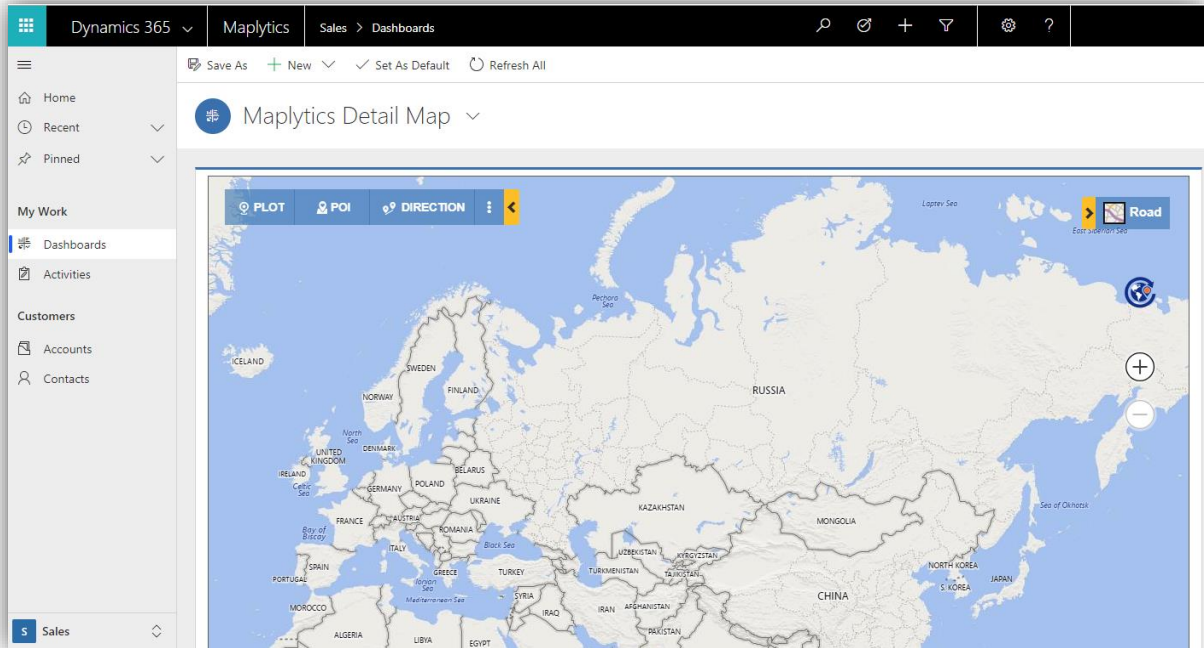 Dynamics 365
Maplytics
Sales > Dashboards
?
Save As
New
Set As Default
Refresh All
Home
Recent
Pinned
My Work
Dashboards
Activities
Customers
Accounts
Contacts
S Sales
Maplytics Detail Map
PLOT
POI
DIRECTION
Road
Laptev Sea
East Siberian Sea
Pechora
Sea
ICELAND
SWEDEN
FINLAND
NORWAY
RUSSIA
North
Sea
UNITED
KINGDOM
DENMARK
IRELAND
Celtic
Sea
BELARUS
GERMANY
POLAND
UKRAINE
KAZAKHSTAN
Sea of Okhotsk
FRANCE
AUSTRIA
ROMANIA
MONGOLIA
Bay of
Biscay
ITALY
Black Sea
UZBEKISTAN
KYRGYZSTAN
SPAIN
PORTUGAL
GREECE
TURKEY
TURKMENISTAN
TAJIKISTAN
NORTH KOREA
S. KOREA
JAPAN
Ionian
Sea
Mediterranean Sea
SYRIA
CHINA
MOROCCO
IRAQ
IRAN
AFGHANISTAN
ALGERIA
LIBYA
EGYPT
PAKISTAN